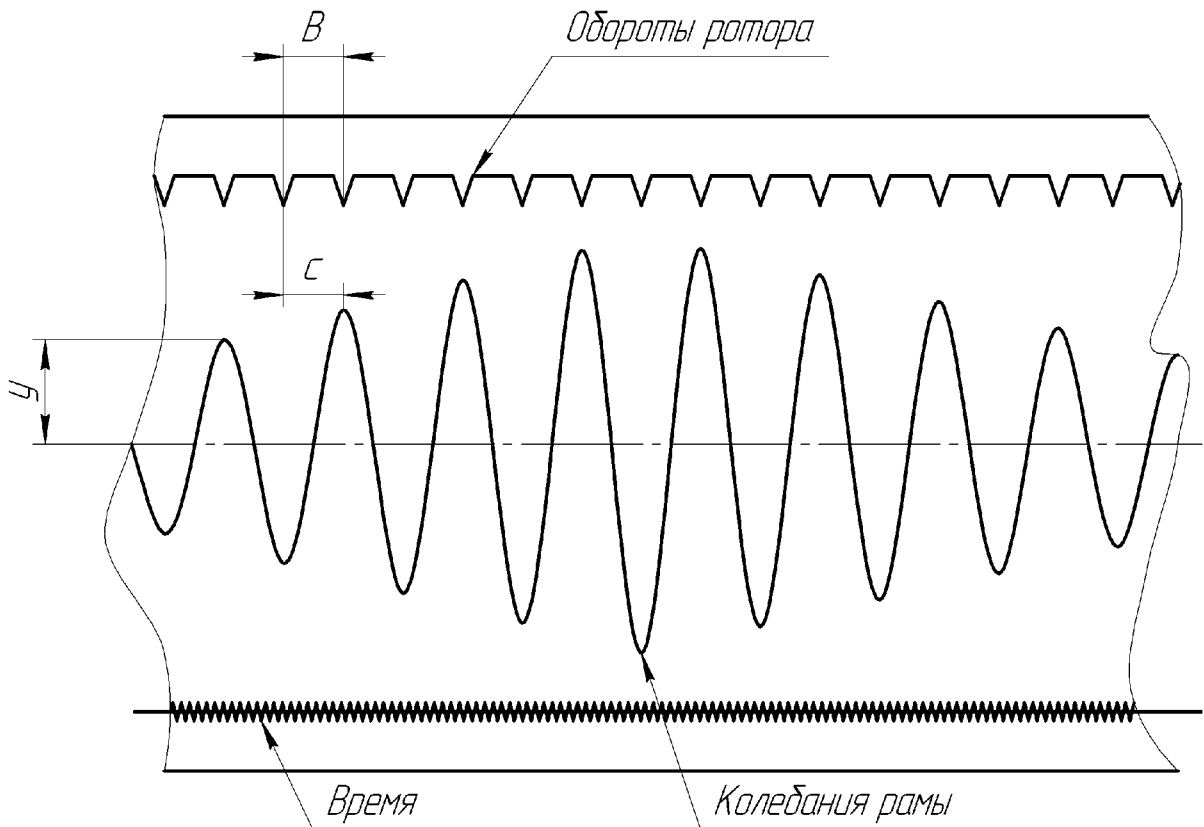 В
Обороты ротора
с
У
Время
Колебания рамы